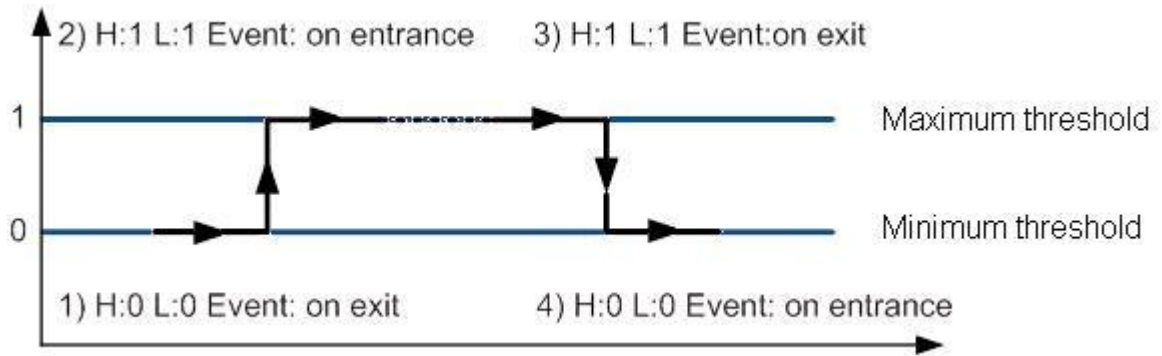 2) H:1 L:1 Event: on entrance
3) H:1 L:1 Event:on exit
1
Maximum threshold
0
Minimum threshold
1) H:0 L:0 Event: on exit
4) H:0 L:0 Event: on entrance